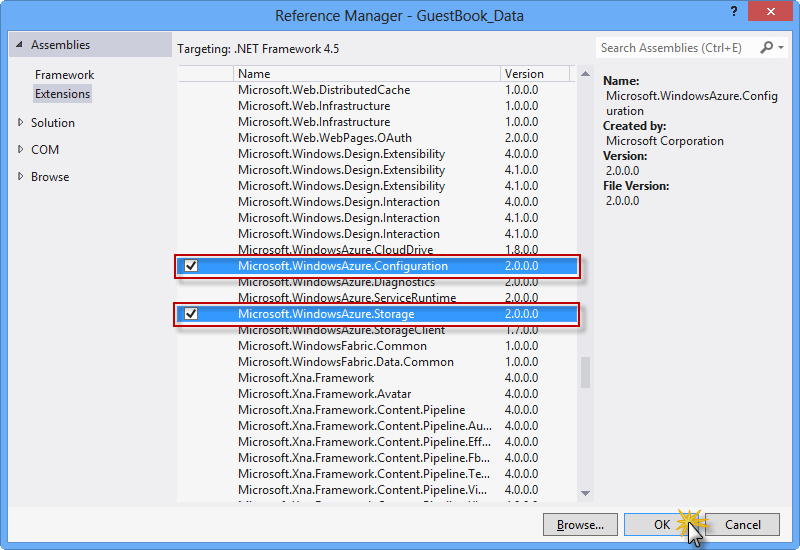 Reference Manager - GuestBook_Data
?
Assemblies
Framework
Extensions
Solution
COM
Browse
Targeting: .NET Framework 4.5
Search Assemblies (Ctrl+E)
Name Version
Microsoft.Web.DistributedCache 1.0.0.0
Microsoft.Web.Infrastructure 1.0.0.0
Microsoft.Web.Infrastructure 1.0.0.0
Microsoft.Web.WebPages.OAuth 2.0.0.0
Microsoft.Windows.Design.Extensibility 4.0.0.0
Microsoft.Windows.Design.Extensibility 4.1.0.0
Microsoft.Windows.Design.Extensibility 4.1.0.0
Microsoft.Windows.Design.Interaction 4.0.0.0
Microsoft.Windows.Design.Interaction 4.1.0.0
Microsoft.Windows.Design.Interaction 4.1.0.0
Microsoft.WindowsAzure.CloudDrive 1.8.0.0
Microsoft.WindowsAzure.Configuration 2.0.0.0
Microsoft.WindowsAzure.Diagnostics 2.0.0.0
Microsoft.WindowsAzure.ServiceRuntime 2.0.0.0
Microsoft.WindowsAzure.Storage 2.0.0.0
Microsoft.WindowsAzure.StorageClient 1.7.0.0
Microsoft.WindowsFabric.Common 1.0.0.0
Microsoft.WindowsFabric.Data.Common 1.0.0.0
Microsoft.Xna.Framework 4.0.0.0
Microsoft.Xna.Framework.Avatar 4.0.0.0
Microsoft.Xna.Framework.Content.Pipeline 4.0.0.0
Microsoft.Xna.Framework.Content.Pipeline.Au... 4.0.0.0
Microsoft.Xna.Framework.Content.Pipeline.Eff... 4.0.0.0
Microsoft.Xna.Framework.Content.Pipeline.Fb... 4.0.0.0
Microsoft.Xna.Framework.Content.Pipeline.Te... 4.0.0.0
Microsoft.Xna.Framework.Content.Pipeline.Vi... 4.0.0.0
Name:
Microsoft.WindowsAzure.Config
uration
Created by:
Microsoft Corporation
Version:
2.0.0.0
File Version:
2.0.0.0
Browse... OK Cancel